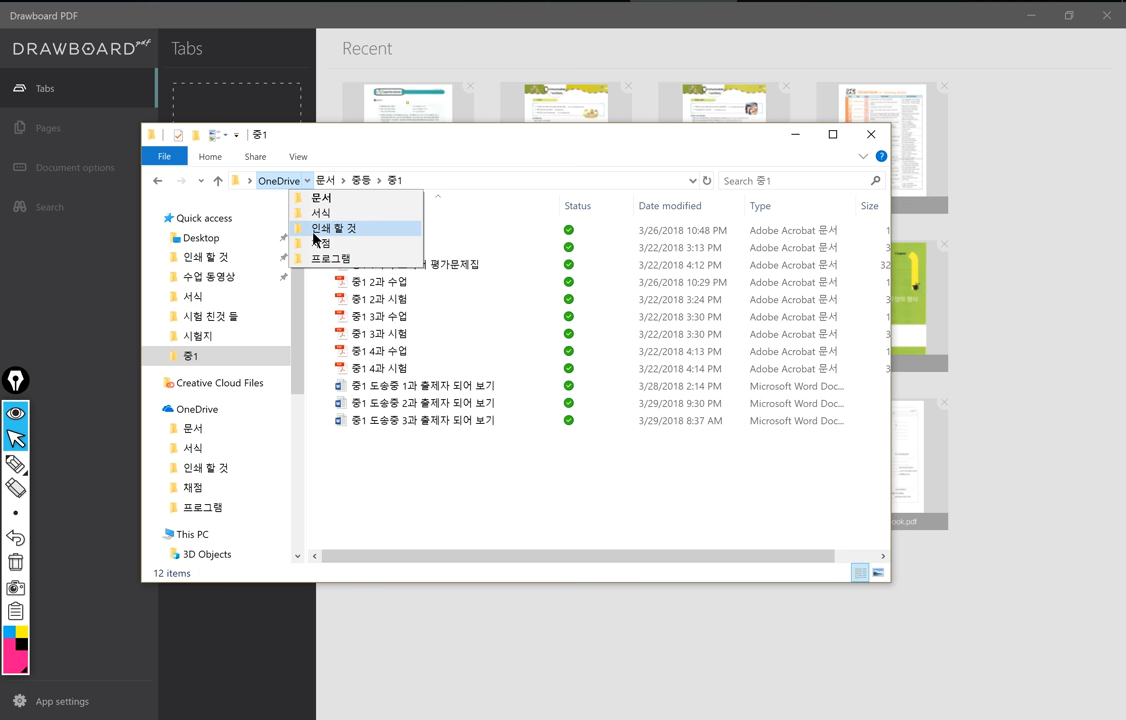 Drawboard PDF
DRAWBOARD pdf
Tabs
Recent
Tabs
Pages
Document options
Search
App settings
중1
File
Home
Share
View
OneDrive
문서
중등
중1
Search 중1
문서
서식
인쇄 할 것
프로그램
Status
Date modified
Type
Size
Quick access
Desktop
인쇄 할 것
수업 동영상
서식
시험 친것 들
시험지
중1
Creative Cloud Files
OneDrive
문서
서식
인쇄 할 것
채점
프로그램
This PC
3D Objects
3/26/2018 10:48 PM Adobe Acrobat 문서 1
3/22/2018 3:13 PM Adobe Acrobat 문서 3
평가문제집 3/22/2018 4:12 PM Adobe Acrobat 문서 32
중1 2과 수업 3/26/2018 10:29 PM Adobe Acrobat 문서 1
중1 2과 시험 3/22/2018 3:24 PM Adobe Acrobat 문서 3
중1 3과 수업 3/22/2018 3:30 PM Adobe Acrobat 문서 1
중1 3과 시험 3/22/2018 3:30 PM Adobe Acrobat 문서 3
중1 4과 수업 3/22/2018 4:13 PM Adobe Acrobat 문서 1
중1 4과 시험 3/22/2018 4:14 PM Adobe Acrobat 문서 3
중1 도송중 1과 출제자 되어 보기 3/28/2018 2:14 PM Microsoft Word Doc...
중1 도송중 2과 출제자 되어 보기 3/29/2018 9:30 PM Microsoft Word Doc...
중1 도송중 3과 출제자 되어 보기 3/29/2018 8:37 AM Microsoft Word Doc...
12 items
ook.pdf